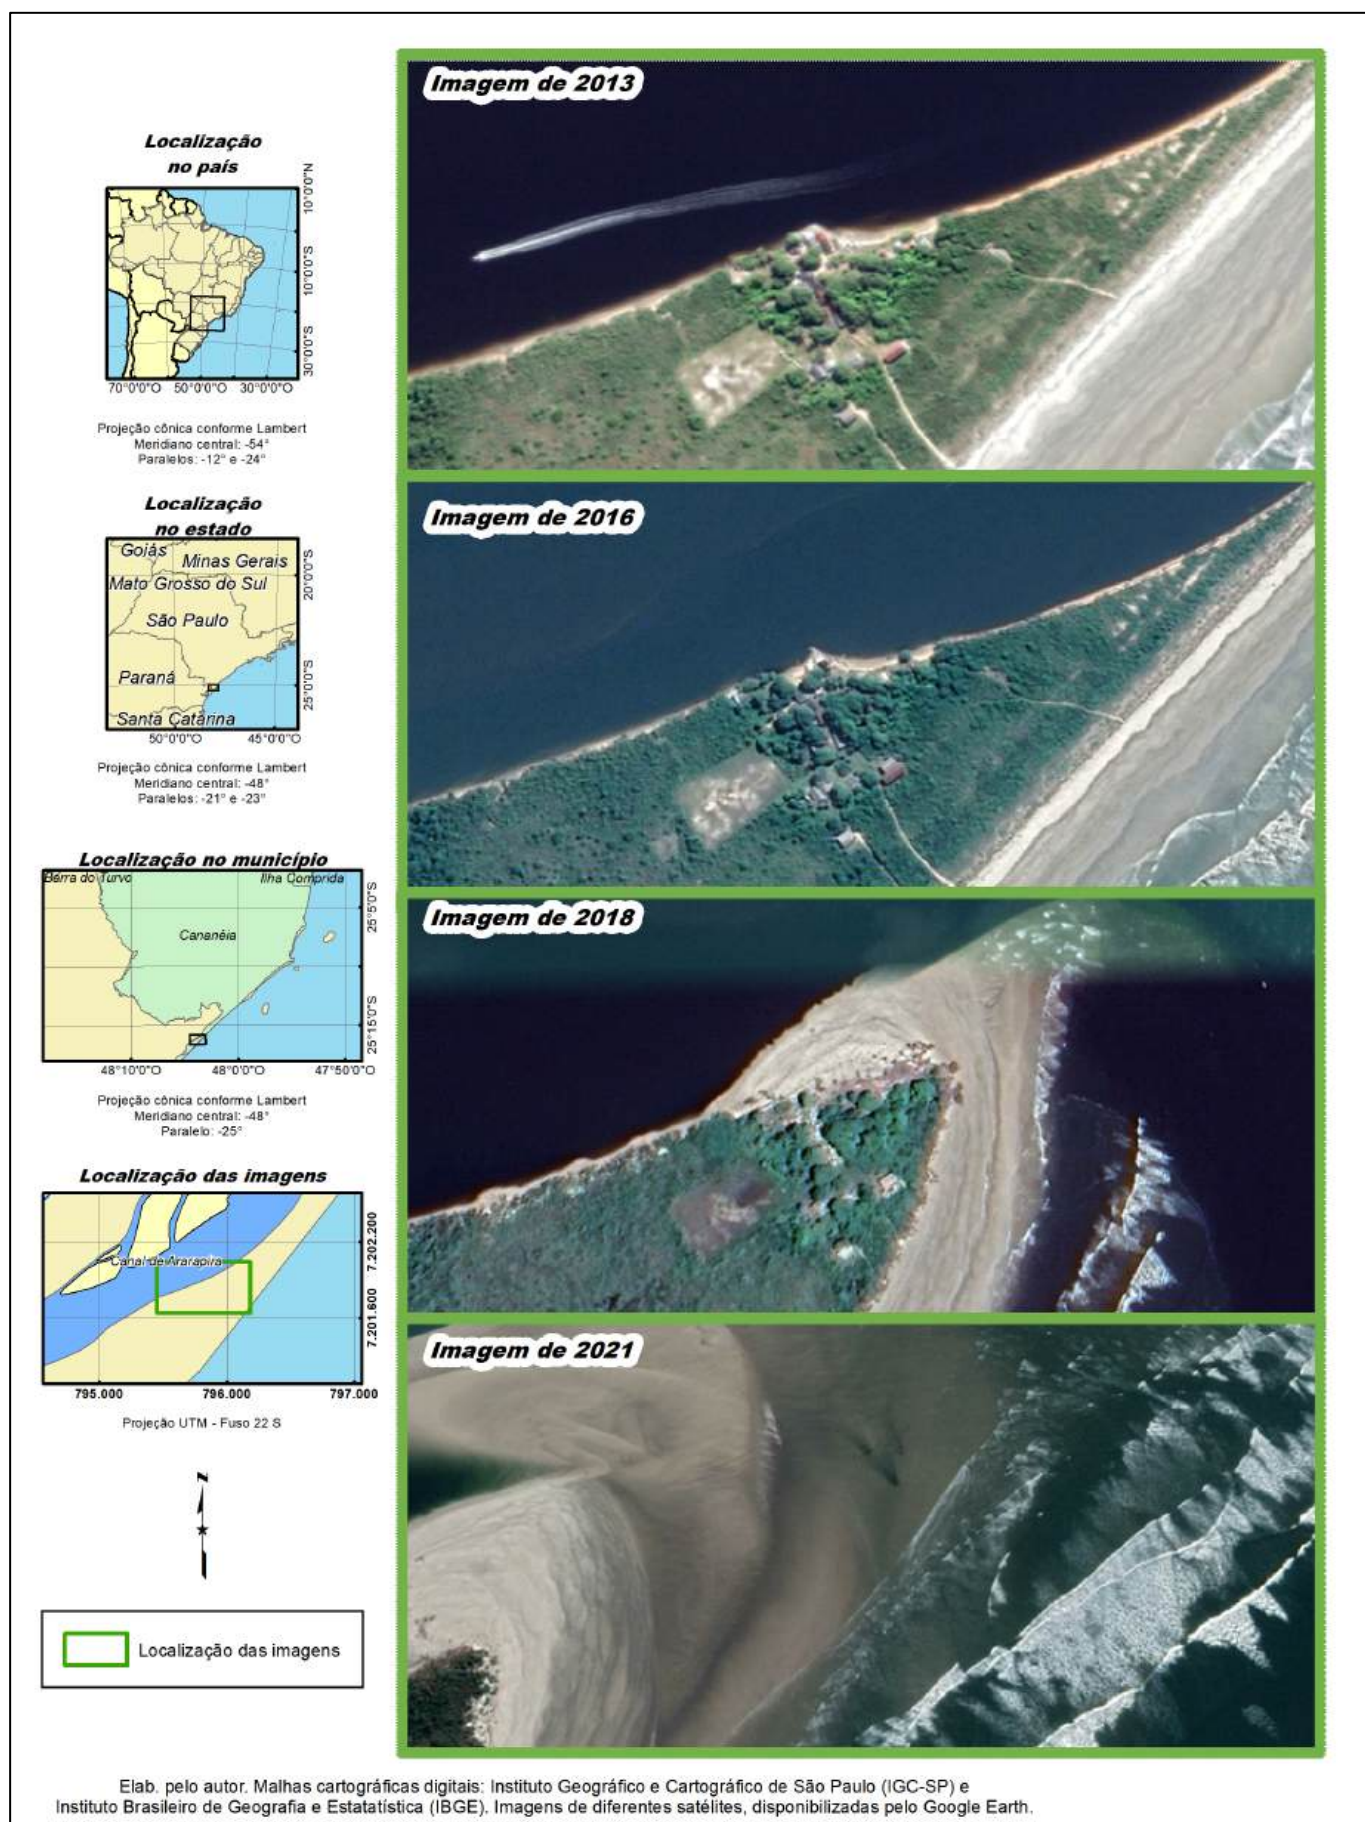 Localização
no país
10°0'0"N
10°0'0"S
30°0'0"S
70°0'0"O 50°0'0"O 30°0'0"O
Projeção cônica conforme Lambert
Meridiano central: -54°
Paralelos: -12° e -24°
Localização
no estado
Goiás
Minas Gerais
Mato Grosso do Sul
São Paulo
Paraná
Santa Catarina
20°0'0"S
25°0'0"S
50°0'0"O 45°0'0"O
Projeção cônica conforme Lambert
Meridiano central: -48°
Paralelos: -21° e -23°
Localização no município
Barra do Turvo
Ilha Comprida
Cananéia
25°5'0"S
25°15'0"S
48°10'0"O 48°0'0"O 47°50'0"O
Projeção cônica conforme Lambert
Meridiano central: -48°
Paralelo: -25°
Localização das imagens
Canal de Ararapira
7.202.200
7.201.600
795.000 796.000 797.000
Projeção UTM - Fuso 22 S
N
Localização das imagens
Imagem de 2013
Imagem de 2016
Imagem de 2018
Imagem de 2021
Elab. pelo autor. Malhas cartográficas digitais: Instituto Geográfico e Cartográfico de São Paulo (IGC-SP) e
Instituto Brasileiro de Geografia e Estatatística (IBGE). Imagens de diferentes satélites, disponibilizadas pelo Google Earth.